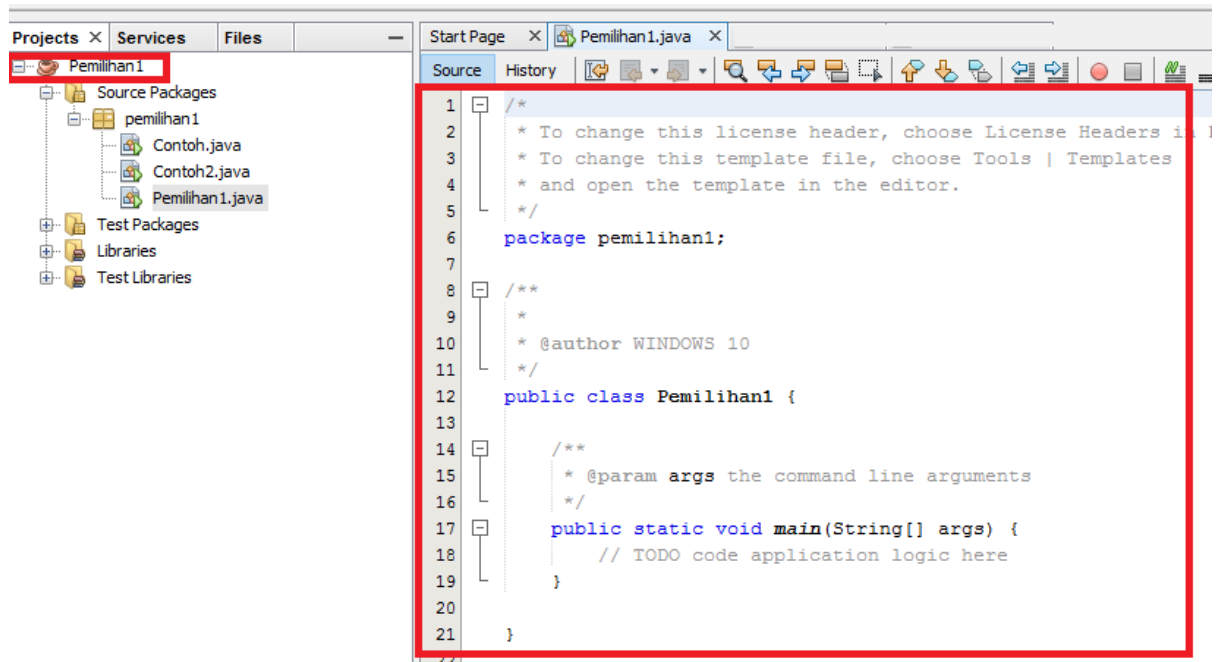 Projects × Services Files
Pemilihan1
Source Packages
pemilihan1
Contoh.java
Contoh2.java
Pemilihan1.java
Test Packages
Libraries
Test Libraries
Start Page × Pemilihan1.java ×
Source History
1 /*
2 * To change this license header, choose License Headers in
3 * To change this template file, choose Tools | Templates
4 * and open the template in the editor.
5 */
6 package pemilihan1;
7
8 /**
9 *
10 * @author WINDOWS 10
11 */
12 public class Pemilihan1 {
13
14 /**
15 * @param args the command line arguments
16 */
17 public static void main(String[] args) {
18 // TODO code application logic here
19 }
20
21 }